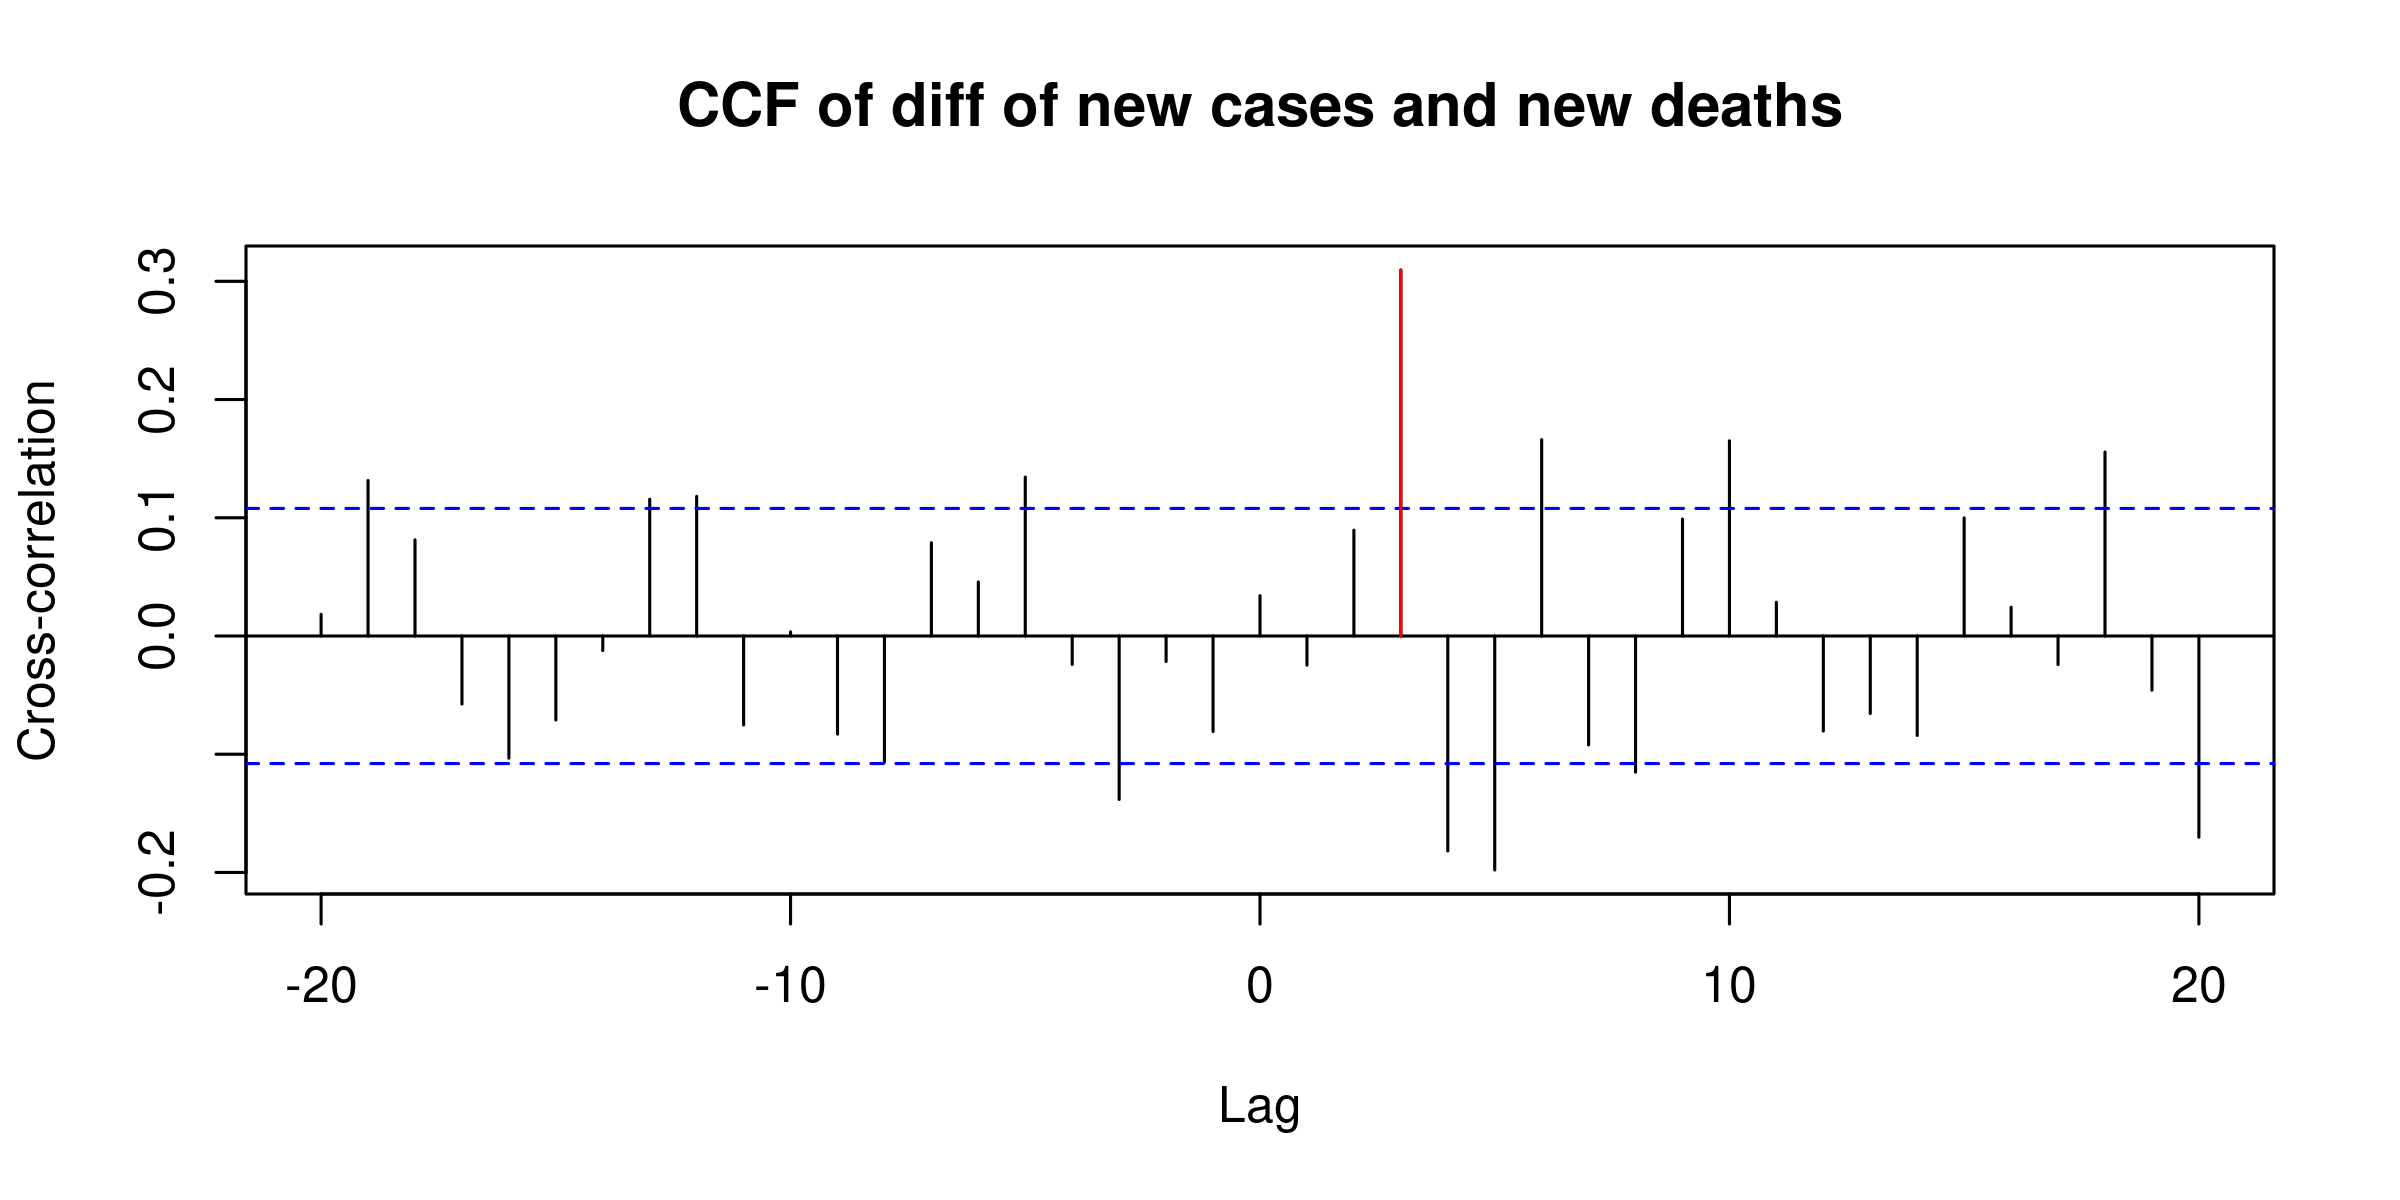 CCF of diff of new cases and new deaths
Cross-correlation
0.3
0.2
0.1
0.0
-0.2
-20 -10 0 10 20
Lag